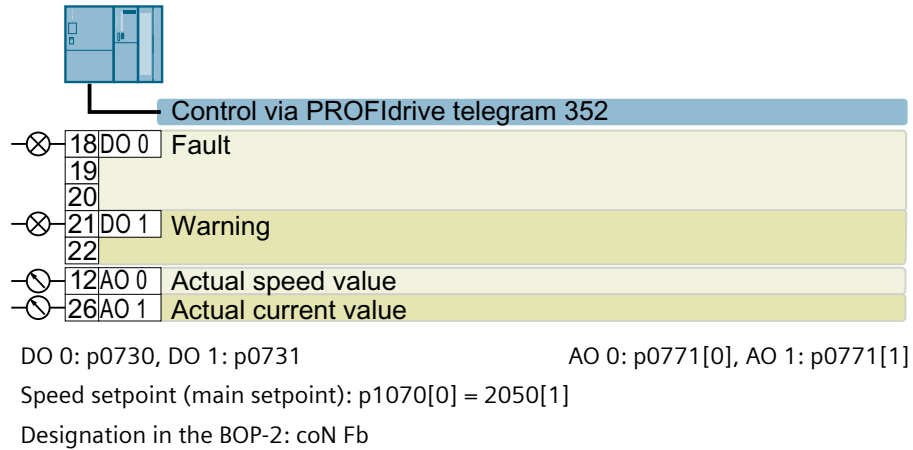 Control via PROFIdrive telegram 352
18 DO 0 Fault
19
20
21 DO 1 Warning
22
12 AO 0 Actual speed value
26 AO 1 Actual current value
DO 0: p0730, DO 1: p0731 AO 0: p0771[0], AO 1: p0771[1]
Speed setpoint (main setpoint): p1070[0] = 2050[1]
Designation in the BOP-2: coN Fb